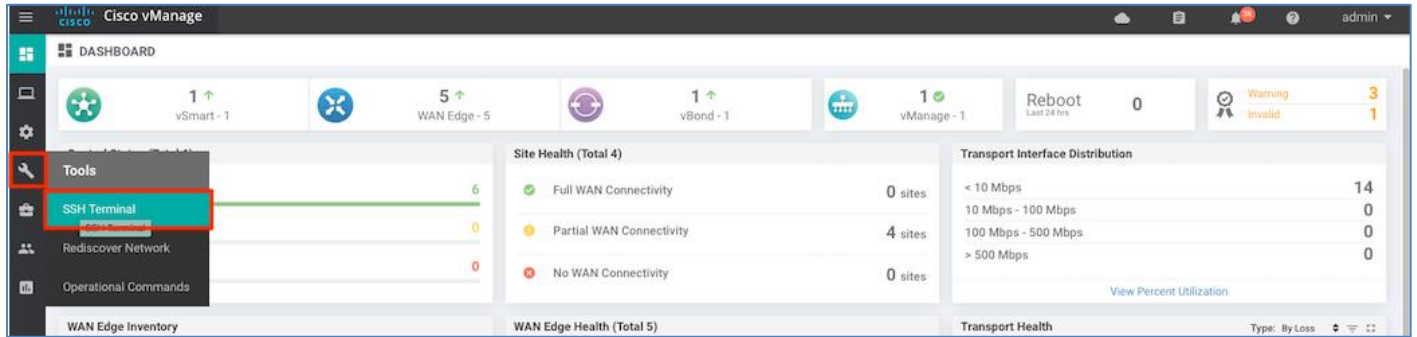 CISCO Cisco vManage
admin
DASHBOARD
1
vSmart - 1
5
WAN Edge - 5
1
vBond - 1
1
vManage - 1
Reboot
Last 24 hrs
0
Warning 3
Invalid 1
Tools
SSH Terminal
SSH Terminal
Rediscover Network
Operational Commands
6
0
0
Site Health (Total 4)
Full WAN Connectivity 0 sites
Partial WAN Connectivity 4 sites
No WAN Connectivity 0 sites
Transport Interface Distribution
< 10 Mbps 14
10 Mbps - 100 Mbps 0
100 Mbps - 500 Mbps 0
> 500 Mbps 0
View Percent Utilization
WAN Edge Inventory
WAN Edge Health (Total 5)
Transport Health Type: By Loss